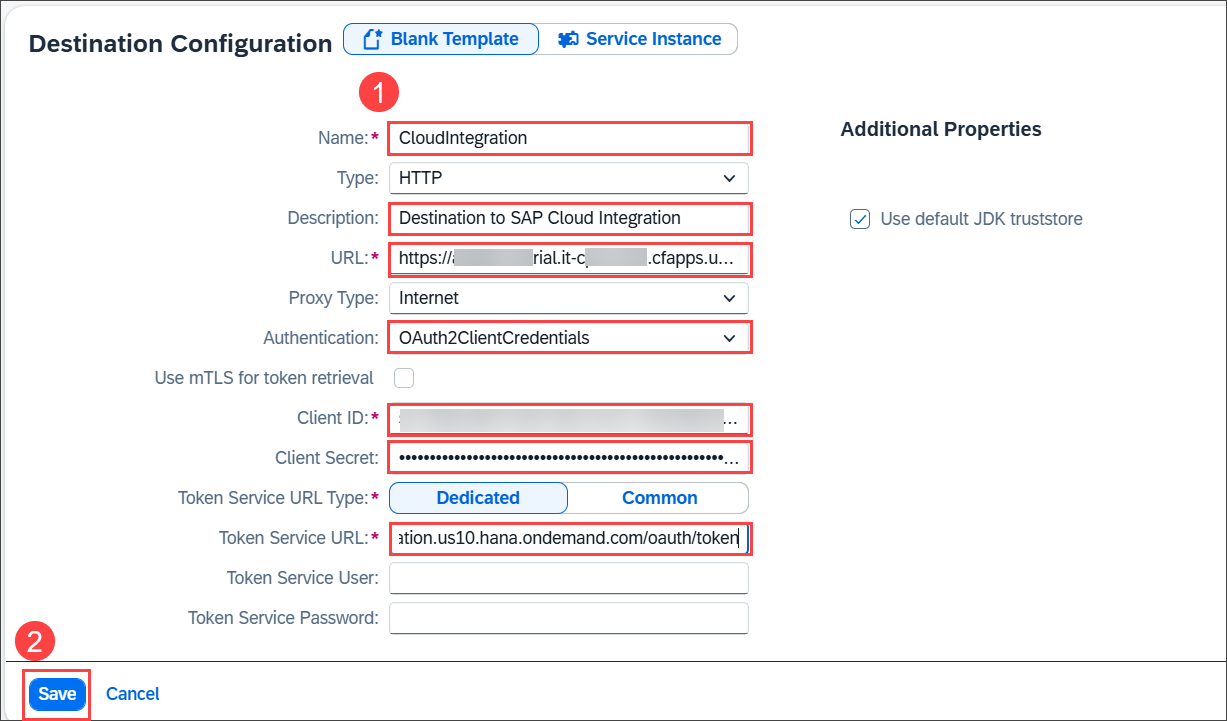 Destination Configuration Blank Template Service Instance
1
Name:* CloudIntegration
Additional Properties
Type: HTTP
Description: Destination to SAP Cloud Integration
Use default JDK truststore
URL:* https:// rial.it-c .cfapps.u...
Proxy Type: Internet
Authentication: OAuth2ClientCredentials
Use mTLS for token retrieval
Client ID:* ...
Client Secret: ••••••••••••••••••••••••••••••••••••••••••••••••••••••...
Token Service URL Type:* Dedicated Common
Token Service URL:* ation.us10.hana.ondemand.com/oauth/token
Token Service User:
Token Service Password:
2
Save Cancel